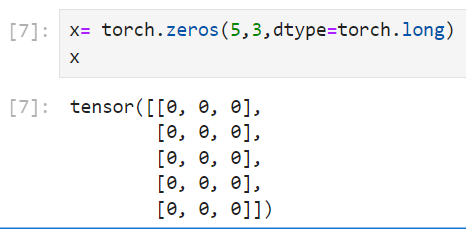 [7]: x= torch.zeros(5,3,dtype=torch.long)
x
[7]: tensor([[0, 0, 0],
[0, 0, 0],
[0, 0, 0],
[0, 0, 0],
[0, 0, 0]])